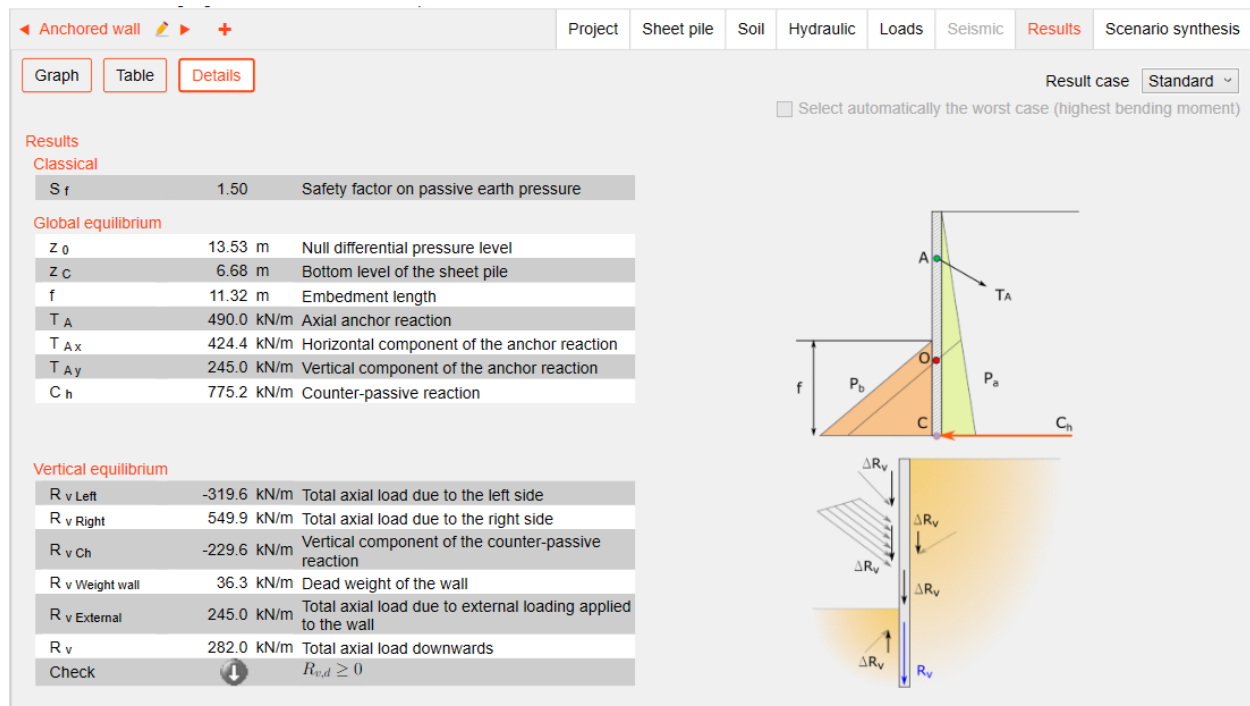 Anchored wall + Project Sheet pile Soil Hydraulic Loads Seismic Results Scenario synthesis
Graph Table Details Result case Standard
Select automatically the worst case (highest bending moment)
Results
Classical
S f 1.50 Safety factor on passive earth pressure
Global equilibrium
z 0 13.53 m Null differential pressure level
z C 6.68 m Bottom level of the sheet pile
f 11.32 m Embedment length
T A 490.0 kN/m Axial anchor reaction
T A x 424.4 kN/m Horizontal component of the anchor reaction
T A y 245.0 kN/m Vertical component of the anchor reaction
C h 775.2 kN/m Counter-passive reaction
A
TA
O
f
Pb
Pa
C
Ch
Vertical equilibrium
R v Left -319.6 kN/m Total axial load due to the left side
R v Right 549.9 kN/m Total axial load due to the right side
R v Ch -229.6 kN/m Vertical component of the counter-passive
reaction
R v Weight wall 36.3 kN/m Dead weight of the wall
R v External 245.0 kN/m Total axial load due to external loading applied
to the wall
R v 282.0 kN/m Total axial load downwards
Check R_{v,d} ≥ 0
ΔRv
ΔRv
ΔRv
ΔRv
ΔRv
Rv